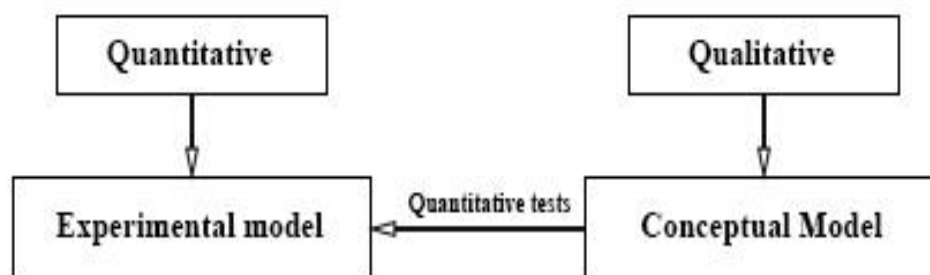 Quantitative
Qualitative
Quantitative tests
Experimental model
Conceptual Model